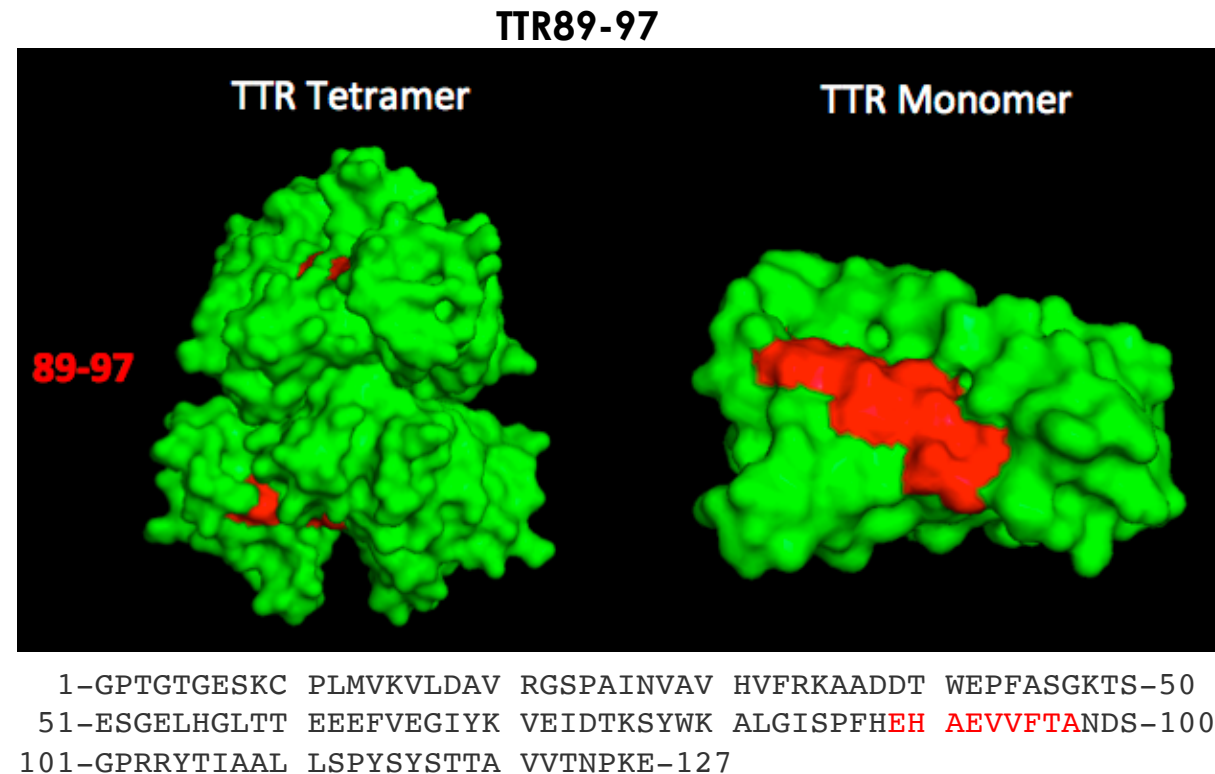 TTR89-97
TTR Tetramer
TTR Monomer
89-97
1-GPTGTGESKC PLMVKVLDAV RGSPAINVAV HVFRKAADDT WEPFASGKTS-50
51-ESGELHGLTT EEEFVEGIYK VEIDTKSYWK ALGISPFHEH AEVVFTANDS-100
101-GPRRYTIAAL LSPYSYSTTA VVTNPKE-127